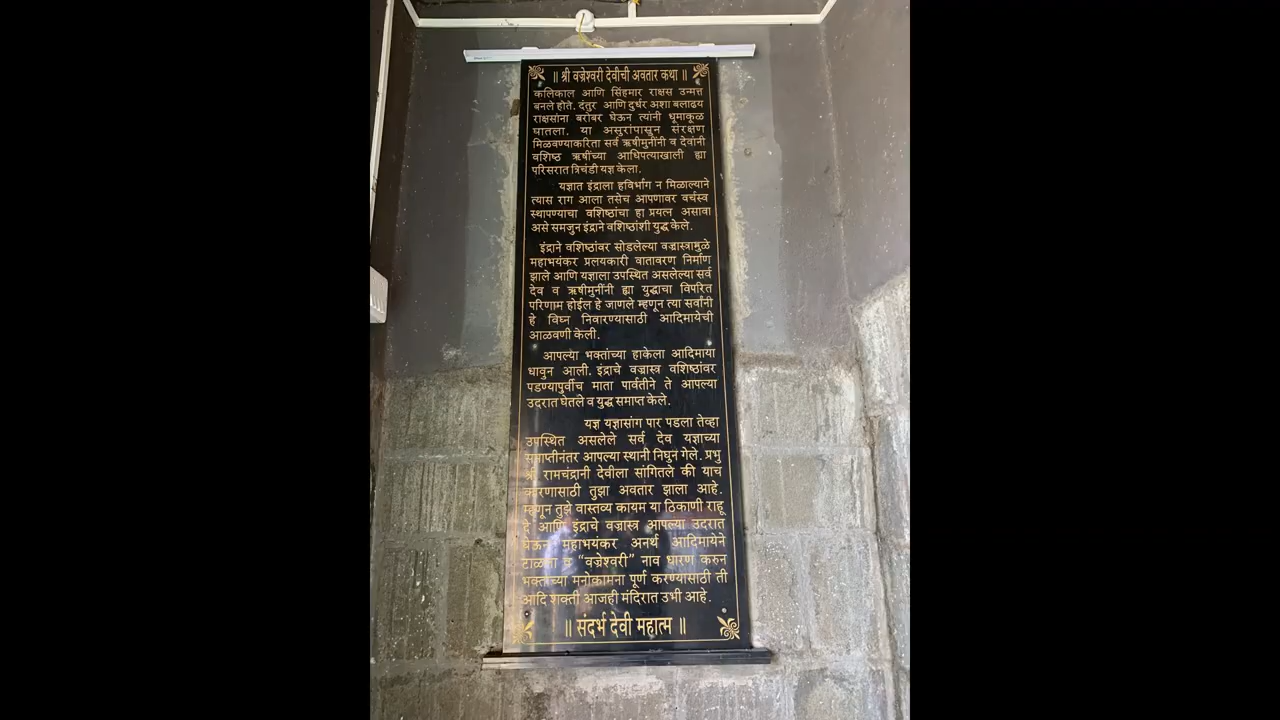 ॥ श्री वज्रेश्वरी देवीची अवतार कथा ॥
कलिकाल आणि सिंहमार राक्षस उन्मत्त
बनले होते. दंतुर आणि दुर्धर अशा बलाढय
राक्षसांना बरोबर घेऊन त्यांनी धूमाकूळ
घातला. या असुरांपासून संरक्षण
मिळवण्याकरिता सर्व ऋषीमुनींनी व देवांनी
वशिष्ठ ऋषींच्या आधिपत्याखाली ह्या
परिसरात त्रिचंडी यज्ञ केला.
यज्ञात इंद्राला हविर्भाग न मिळाल्याने
त्यास राग आला तसेच आपणावर वर्चस्व
स्थापण्याचा वशिष्ठांचा हा प्रयत्न असावा
असे समजुन इंद्राने वशिष्ठांशी युद्ध केले.
इंद्राने वशिष्ठांवर सोडलेल्या वज्रास्त्रामुळे
महाभयंकर प्रलयकारी वातावरण निर्माण
झाले आणि यज्ञाला उपस्थित असलेल्या सर्व
देव व ऋषीमुनींनी ह्या युद्धाचा विपरित
परिणाम होईल हे जाणले म्हणून त्या सर्वांनी
हे विघ्न निवारण्यासाठी आदिमायेची
आळवणी केली.
आपल्या भक्तांच्या हाकेला आदिमाया
धावुन आली. इंद्राचे वज्रास्त्र वशिष्ठांवर
पडण्यापुर्वीच माता पार्वतीने ते आपल्या
उदरात घेतले व युद्ध समाप्त केले.
यज्ञ यज्ञासांग पार पडला तेव्हा
उपस्थित असलेले सर्व देव यज्ञाच्या
समाप्तीनंतर आपल्या स्थानी निघुन गेले. प्रभु
श्री रामचंद्रानी देवीला सांगितले की याच
कारणासाठी तुझा अवतार झाला आहे.
म्हणून तुझे वास्तव्य कायम या ठिकाणी राहू
दे आणि इंद्राचे वज्रास्त्र आपल्या उदरात
घेऊन महाभयंकर अनर्थ आदिमायेने
टाळला व “वज्रेश्वरी” नाव धारण करुन
भक्तांच्या मनोकामना पूर्ण करण्यासाठी ती
आदि शक्ती आजही मंदिरात उभी आहे.
॥ संदर्भ देवी महात्म ॥